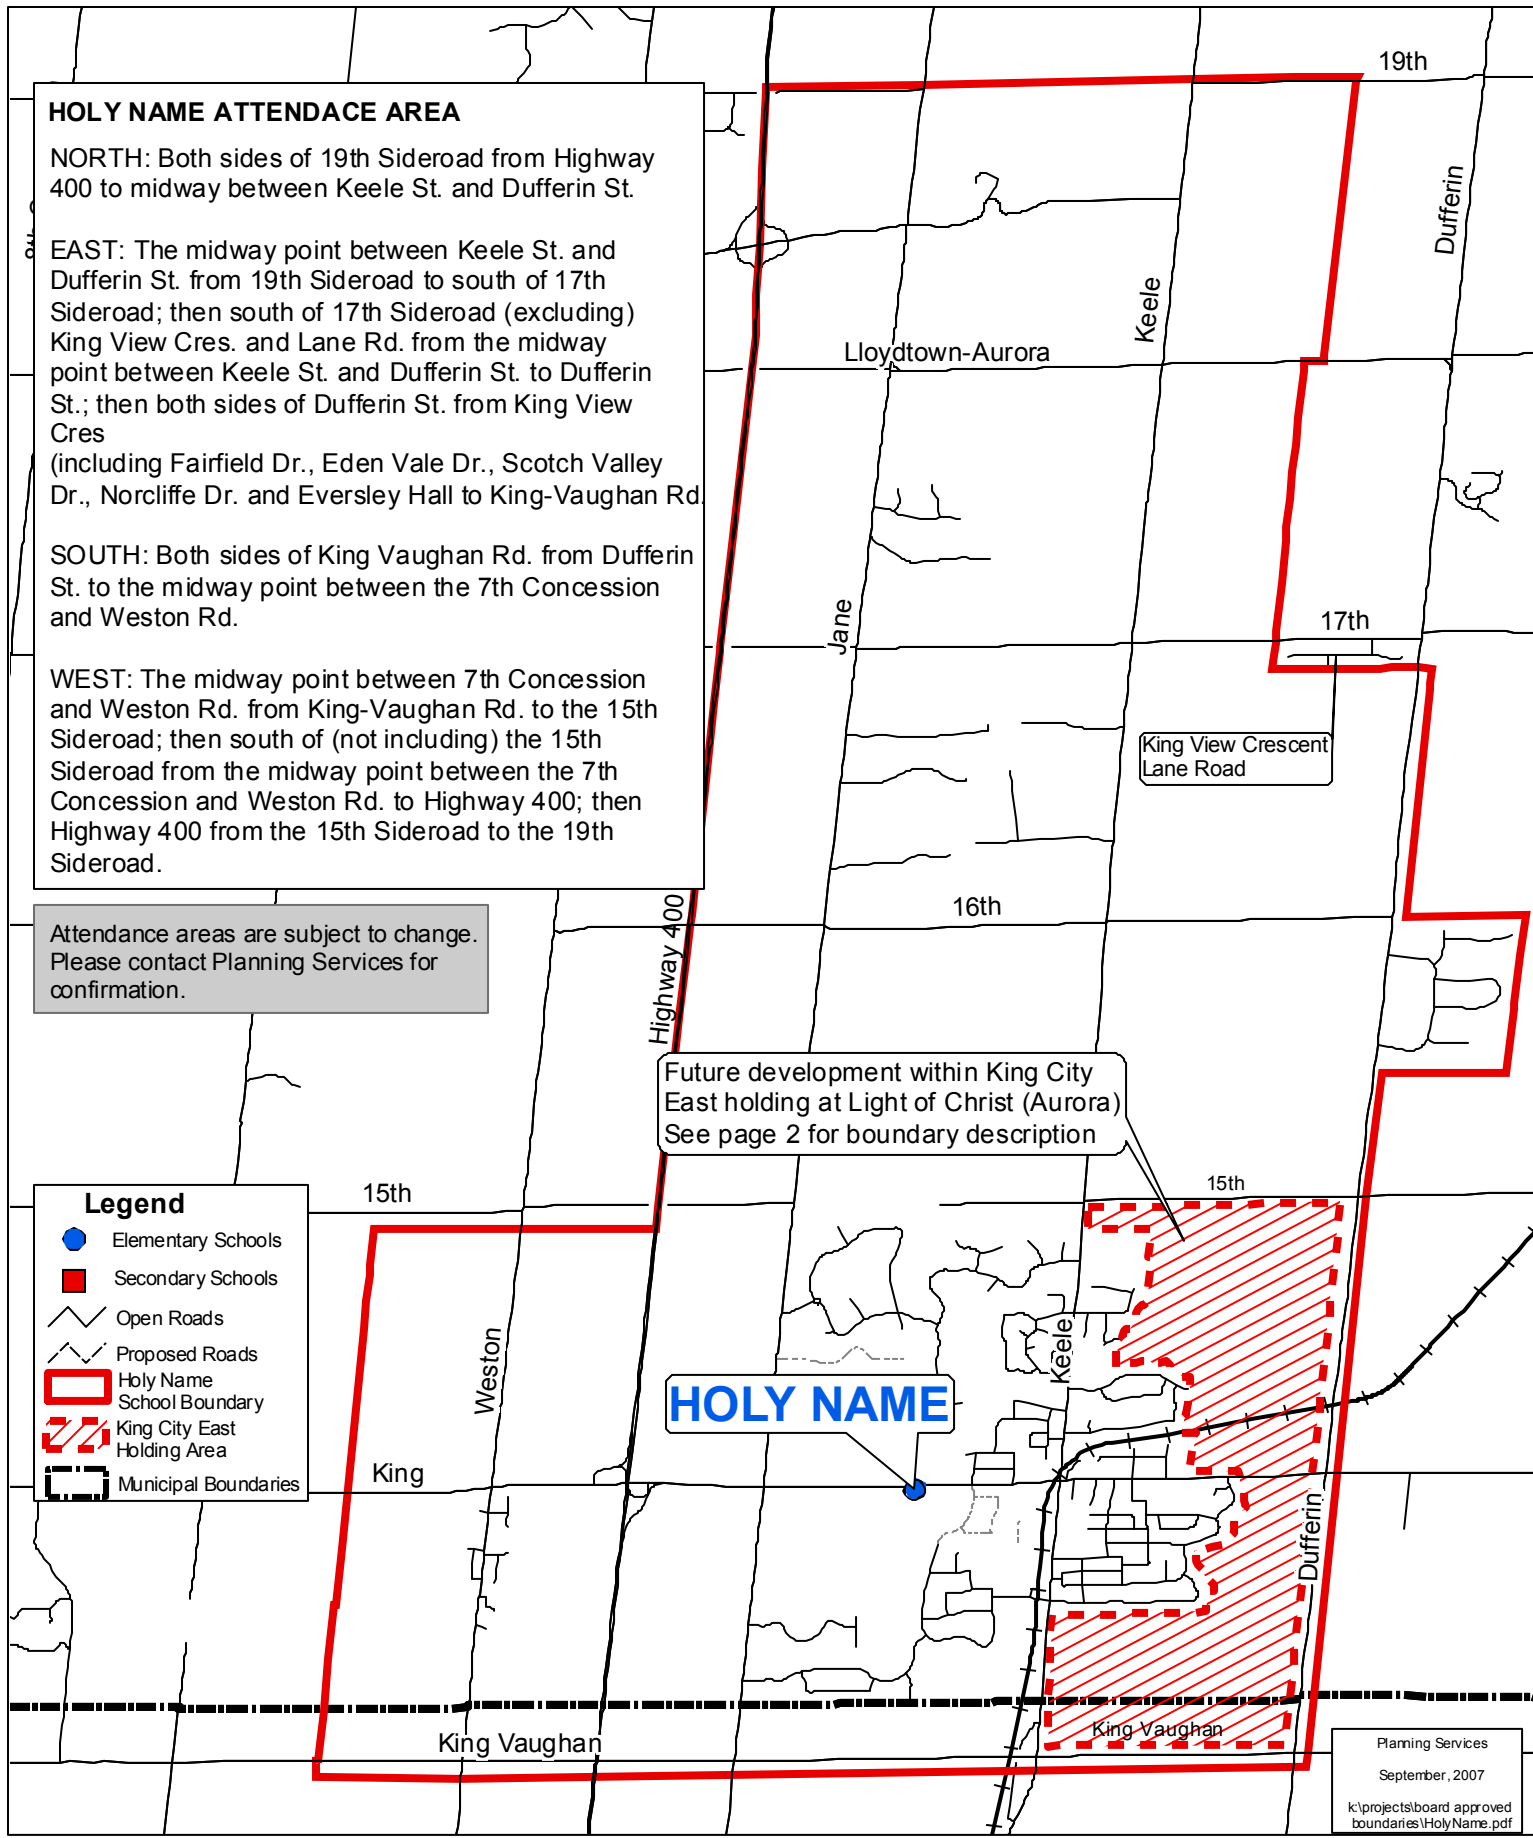 19th
HOLY NAME ATTENDACE AREA
NORTH: Both sides of 19th Sideroad from Highway
400 to midway between Keele St. and Dufferin St.
EAST: The midway point between Keele St. and
Dufferin St. from 19th Sideroad to south of 17th
Sideroad; then south of 17th Sideroad (excluding)
King View Cres. and Lane Rd. from the midway
point between Keele St. and Dufferin St. to Dufferin
St.; then both sides of Dufferin St. from King View
Cres
(including Fairfield Dr., Eden Vale Dr., Scotch Valley
Dr., Norcliffe Dr. and Eversley Hall to King-Vaughan Rd.
SOUTH: Both sides of King Vaughan Rd. from Dufferin
St. to the midway point between the 7th Concession
and Weston Rd.
WEST: The midway point between 7th Concession
and Weston Rd. from King-Vaughan Rd. to the 15th
Sideroad; then south of (not including) the 15th
Sideroad from the midway point between the 7th
Concession and Weston Rd. to Highway 400; then
Highway 400 from the 15th Sideroad to the 19th
Sideroad.
Dufferin
Keele
Lloydtown-Aurora
Jane
17th
King View Crescent
Lane Road
16th
Highway 400
Attendance areas are subject to change.
Please contact Planning Services for
confirmation.
Future development within King City
East holding at Light of Christ (Aurora)
See page 2 for boundary description
15th
15th
Legend
Elementary Schools
Secondary Schools
Open Roads
Proposed Roads
Holy Name
School Boundary
King City East
Holding Area
Municipal Boundaries
Weston
Keele
HOLY NAME
King
Dufferin
King Vaughan
King Vaughan
Planning Services
September, 2007
k:\projects\board approved
boundaries\HolyName.pdf